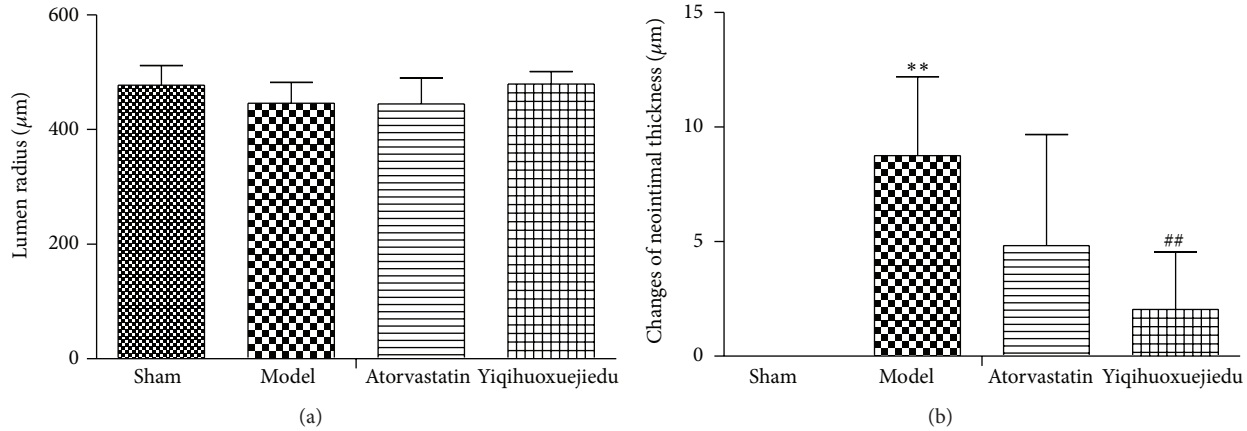 600
400
200
0
Lumen radius (μm)
Sham Model Atorvastatin Yiqihuoxuejiedu
(a)
15
10
5
0
Changes of neointimal thickness (μm)
**
##
Sham Model Atorvastatin Yiqihuoxuejiedu
(b)